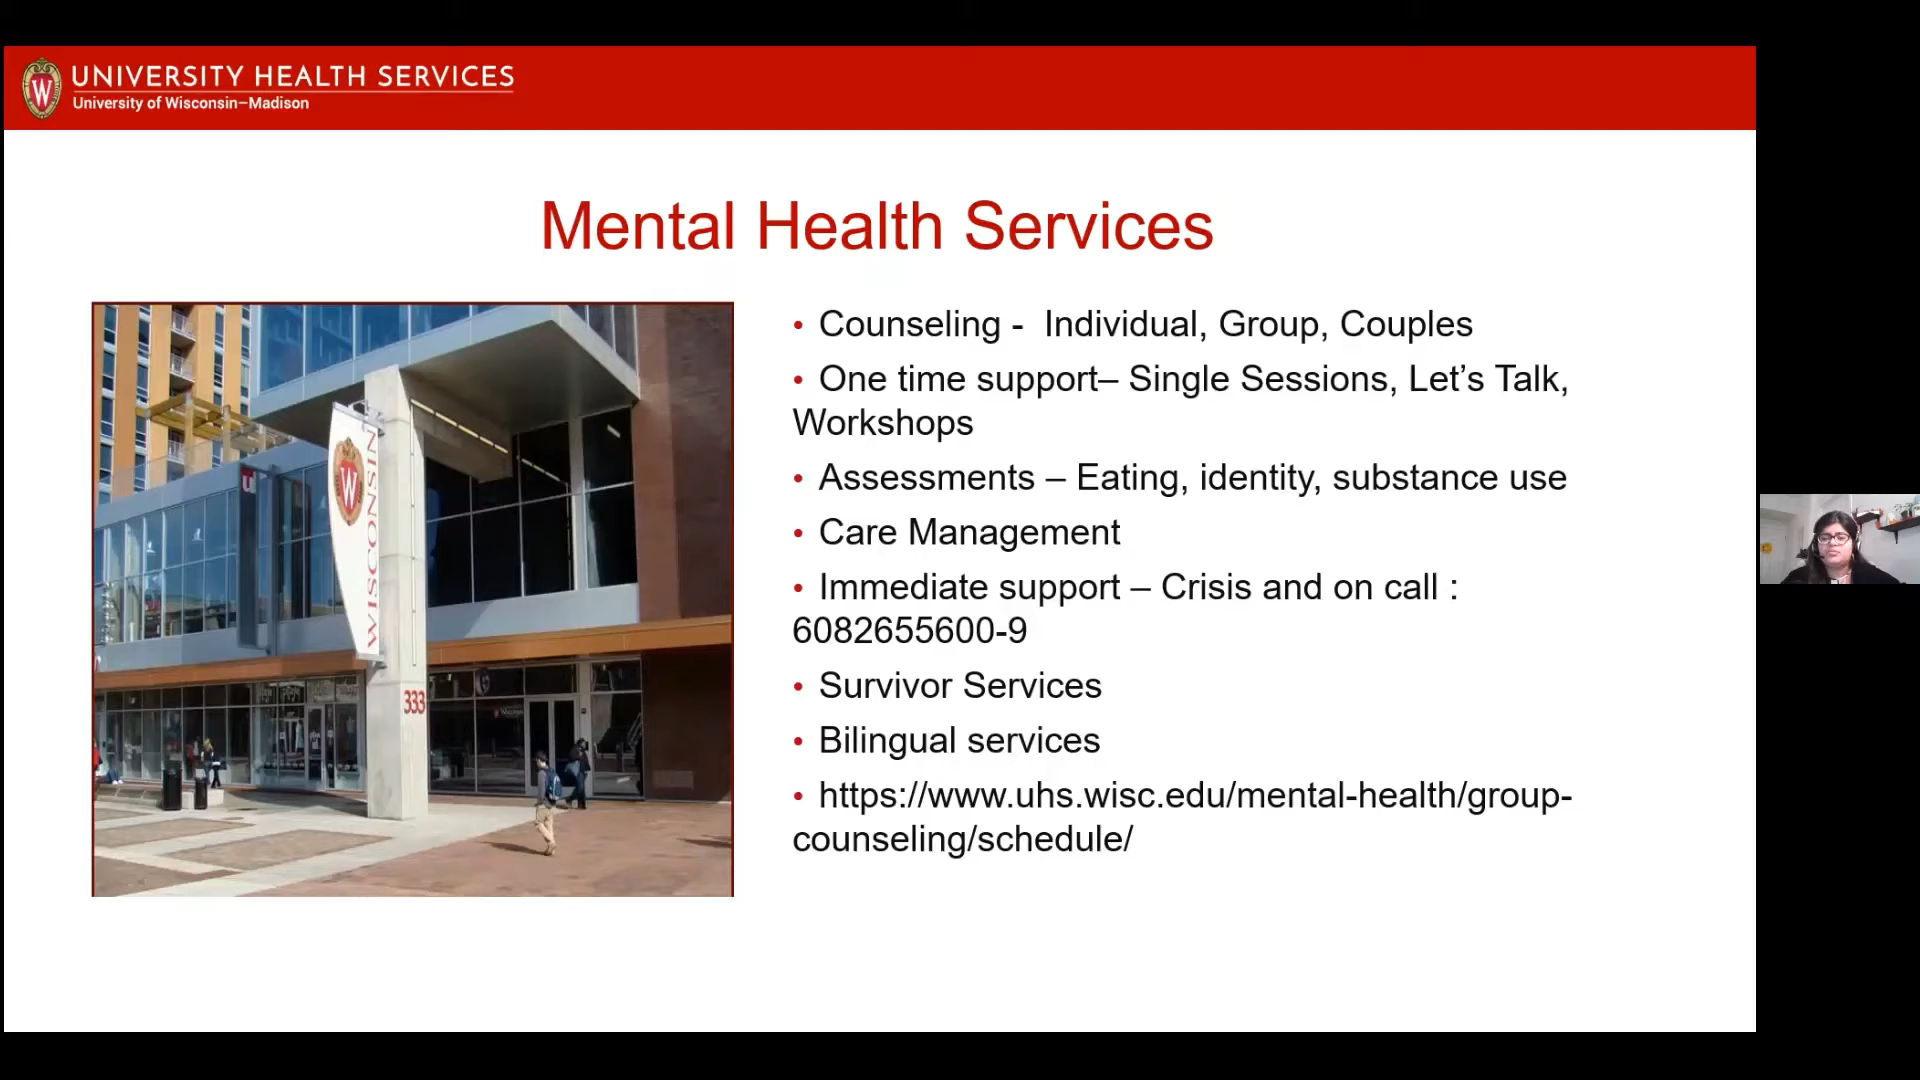 UNIVERSITY HEALTH SERVICES
University of Wisconsin–Madison
Mental Health Services
• Counseling -  Individual, Group, Couples
• One time support– Single Sessions, Let’s Talk,
Workshops
• Assessments – Eating, identity, substance use
• Care Management
• Immediate support – Crisis and on call :
6082655600-9
• Survivor Services
• Bilingual services
• https://www.uhs.wisc.edu/mental-health/group-
counseling/schedule/
W
WISCONSIN
333